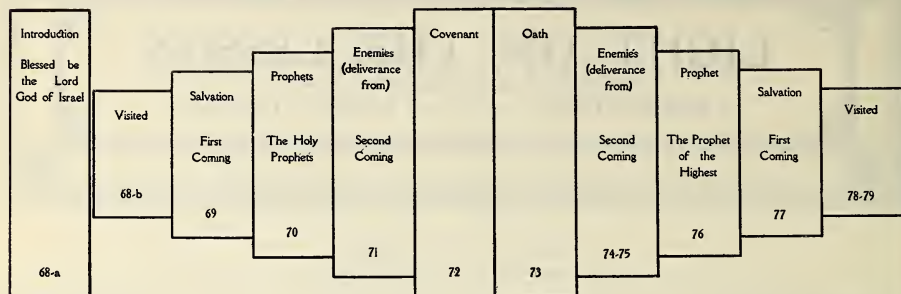 Introduction
Blessed be
the Lord
God of Israel
68-a
Visited
68-b
Salvation
First
Coming
69
Prophets
The Holy
Prophets
70
Enemies
(deliverance
from)
Second
Coming
71
Covenant
72
Oath
73
Enemies
(deliverance
from)
Second
Coming
74-75
Prophet
The Prophet
of the
Highest
76
Salvation
First
Coming
77
Visited
78-79